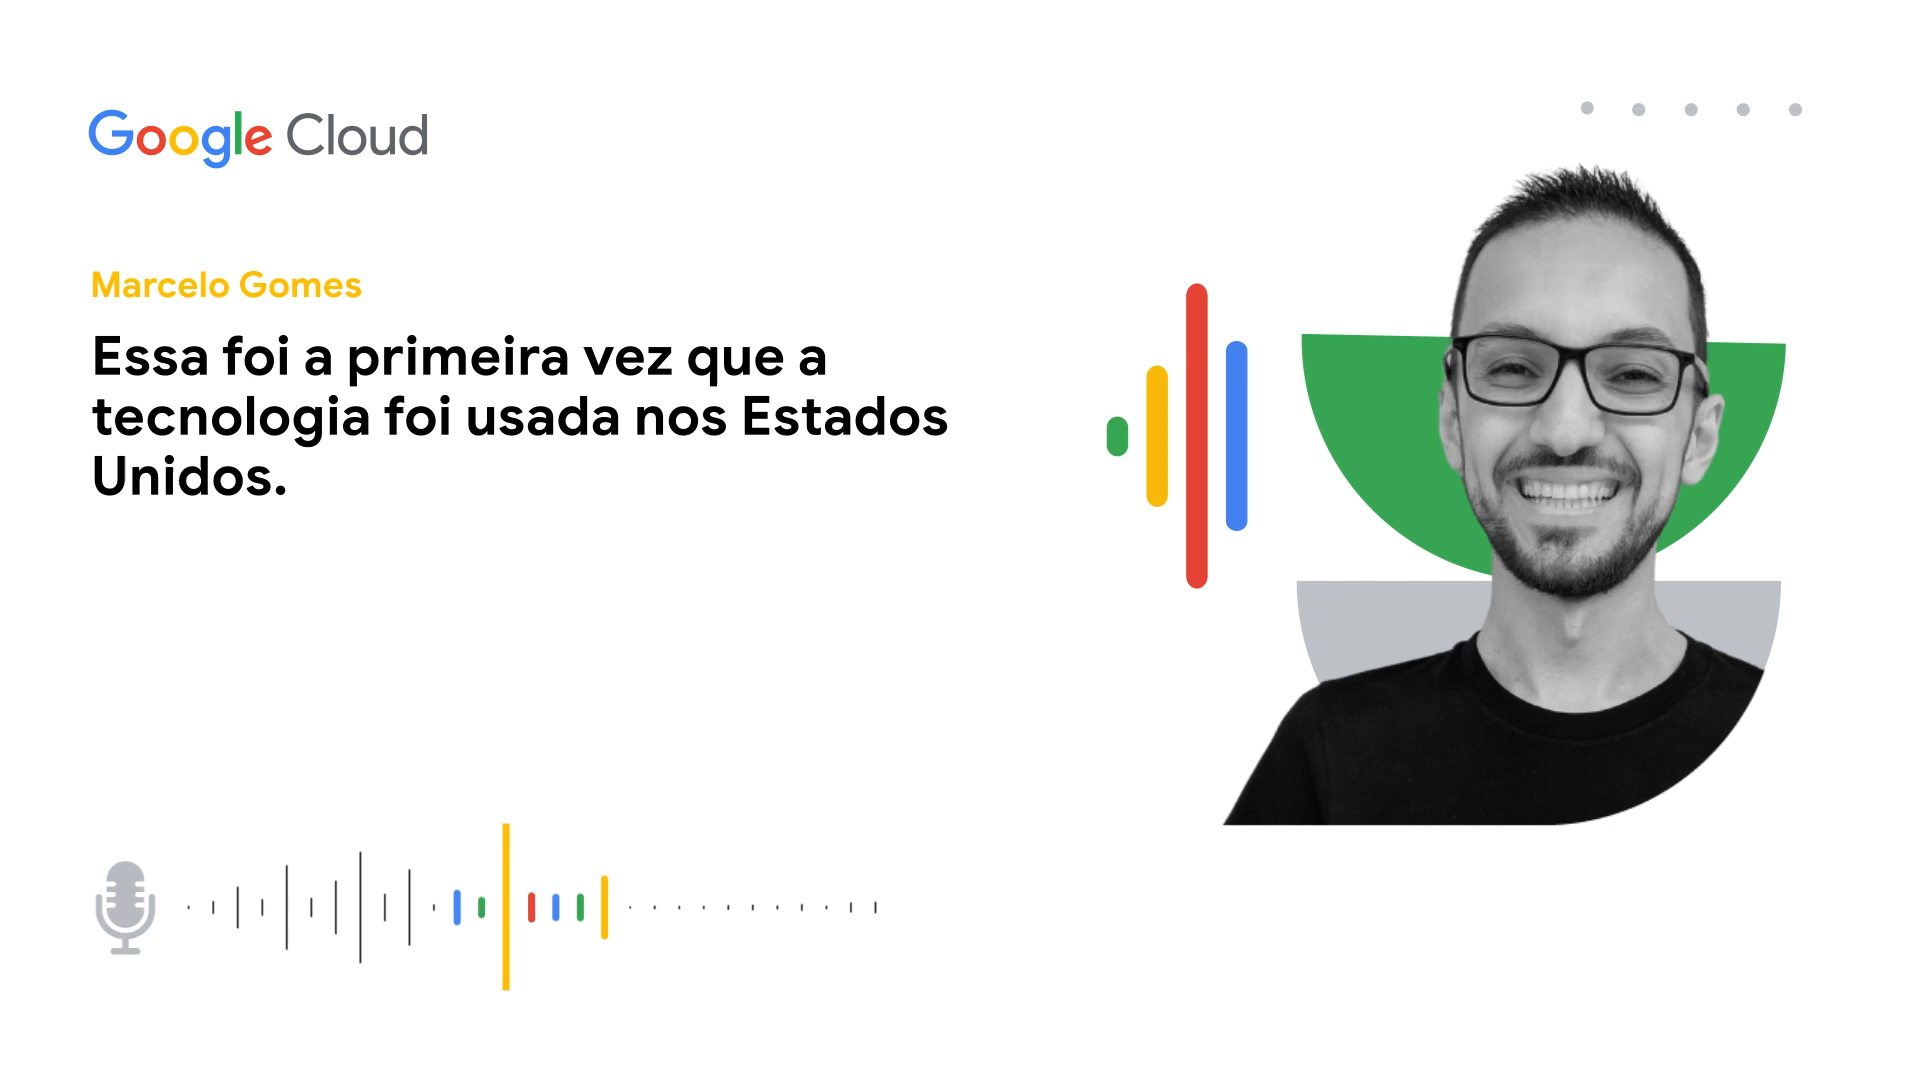 Google Cloud
Marcelo Gomes
Essa foi a primeira vez que a
tecnologia foi usada nos Estados
Unidos.